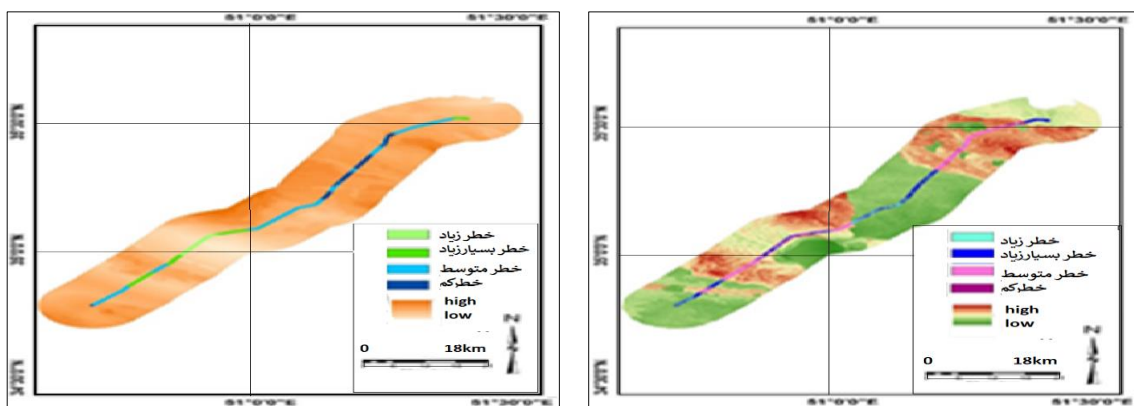 51°0'0"E
51°30'0"E
خطر زیاد
خطر بسیارزیاد
خطر متوسط
خطرکم
high
low
N
0 18km
51°0'0"E
51°30'0"E
51°0'0"E
51°30'0"E
خطر زیاد
خطر بسیارزیاد
خطر متوسط
خطرکم
high
low
N
0 18km
51°0'0"E
51°30'0"E